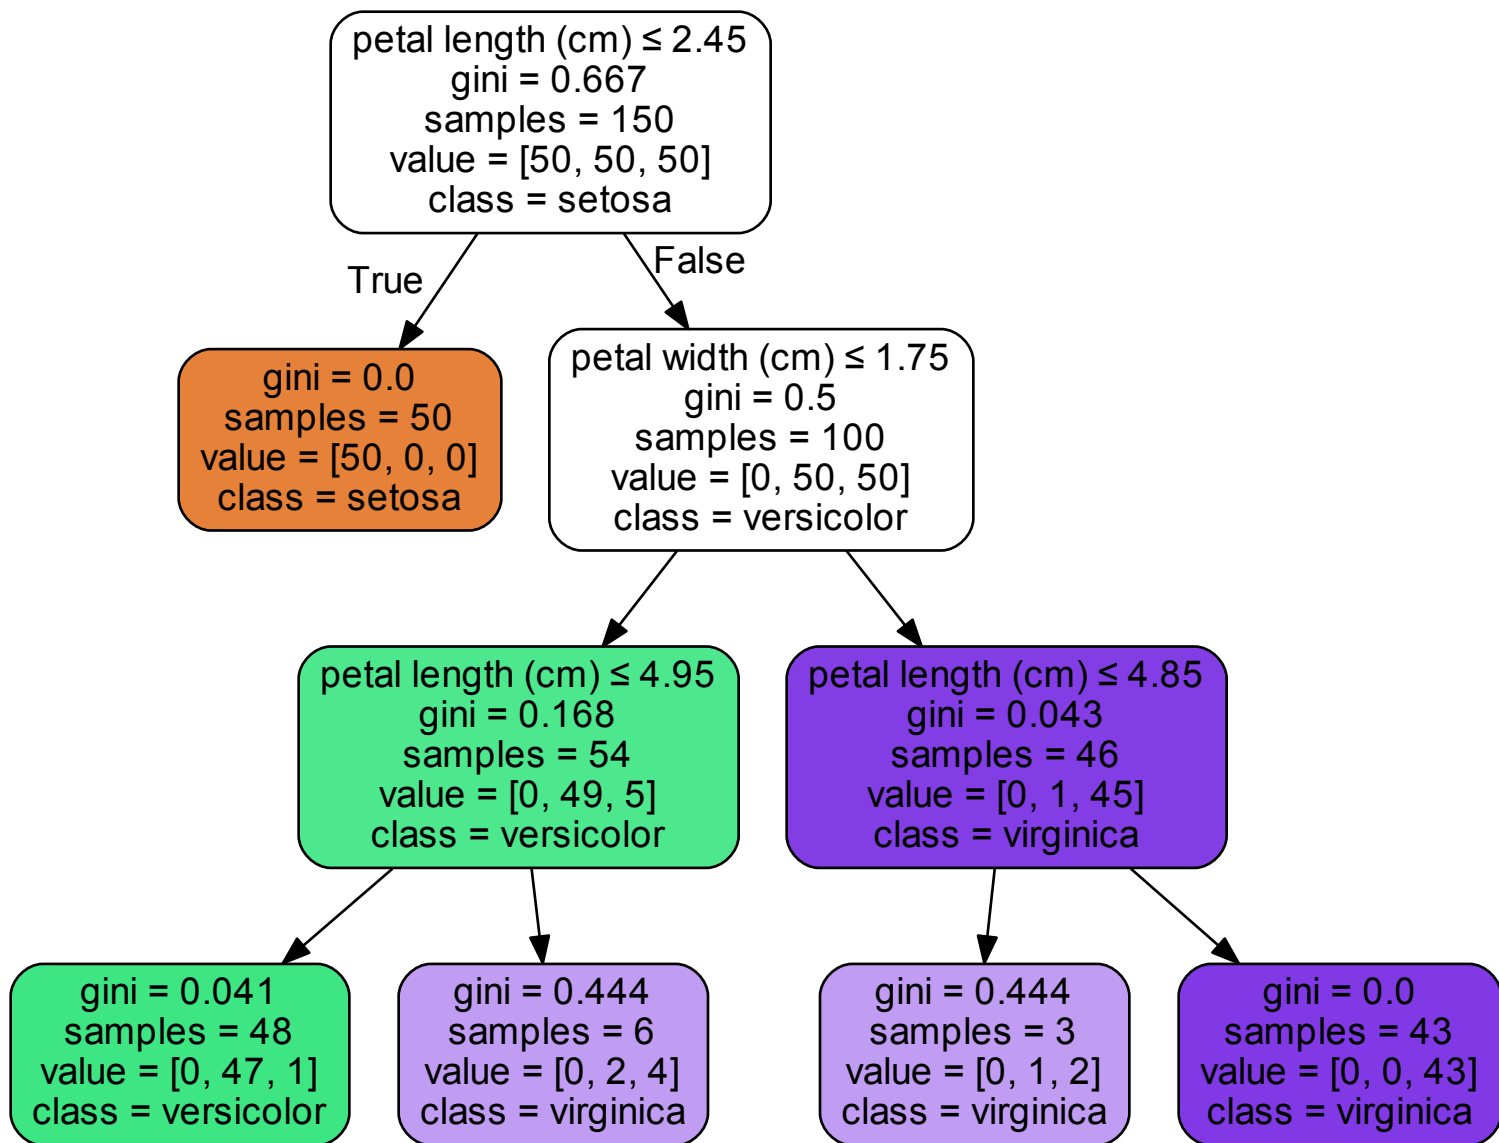 petal length (cm) ≤ 2.45
gini = 0.667
samples = 150
value = [50, 50, 50]
class = setosa
True
False
gini = 0.0
samples = 50
value = [50, 0, 0]
class = setosa
petal width (cm) ≤ 1.75
gini = 0.5
samples = 100
value = [0, 50, 50]
class = versicolor
petal length (cm) ≤ 4.95
gini = 0.168
samples = 54
value = [0, 49, 5]
class = versicolor
petal length (cm) ≤ 4.85
gini = 0.043
samples = 46
value = [0, 1, 45]
class = virginica
gini = 0.041
samples = 48
value = [0, 47, 1]
class = versicolor
gini = 0.444
samples = 6
value = [0, 2, 4]
class = virginica
gini = 0.444
samples = 3
value = [0, 1, 2]
class = virginica
gini = 0.0
samples = 43
value = [0, 0, 43]
class = virginica